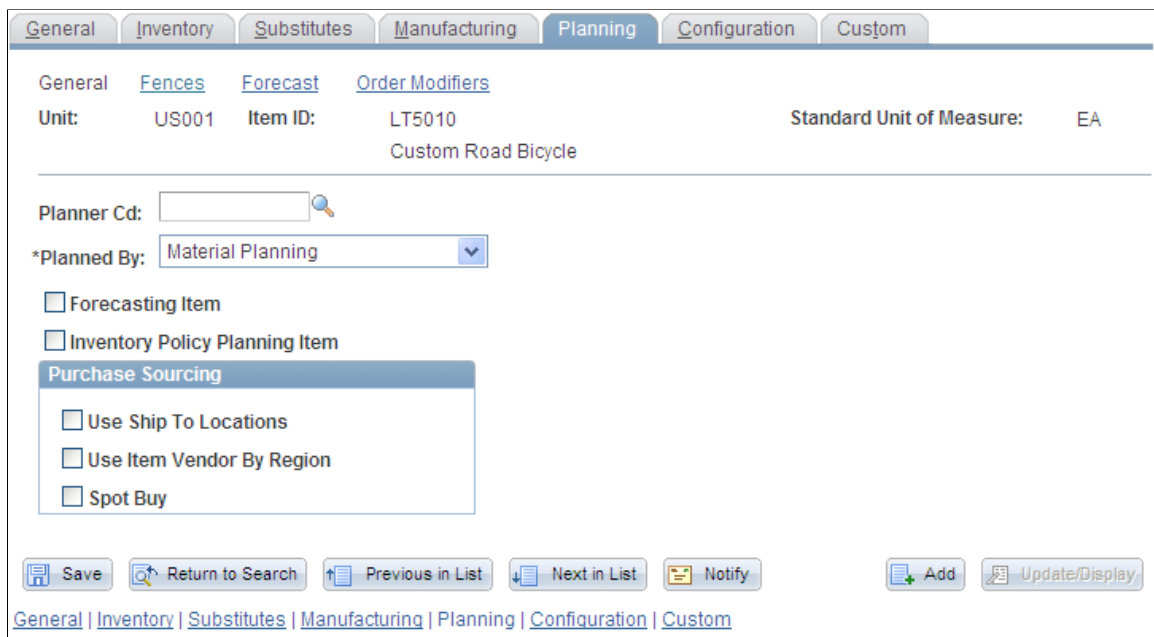 General Inventory Substitutes Manufacturing Planning Configuration Custom
General Fences Forecast Order Modifiers
Unit: US001 Item ID: LT5010 Standard Unit of Measure: EA
Custom Road Bicycle
Planner Cd:
*Planned By: Material Planning
Forecasting Item
Inventory Policy Planning Item
Purchase Sourcing
Use Ship To Locations
Use Item Vendor By Region
Spot Buy
Save Return to Search Previous in List Next in List Notify Add Update/Display
General | Inventory | Substitutes | Manufacturing | Planning | Configuration | Custom